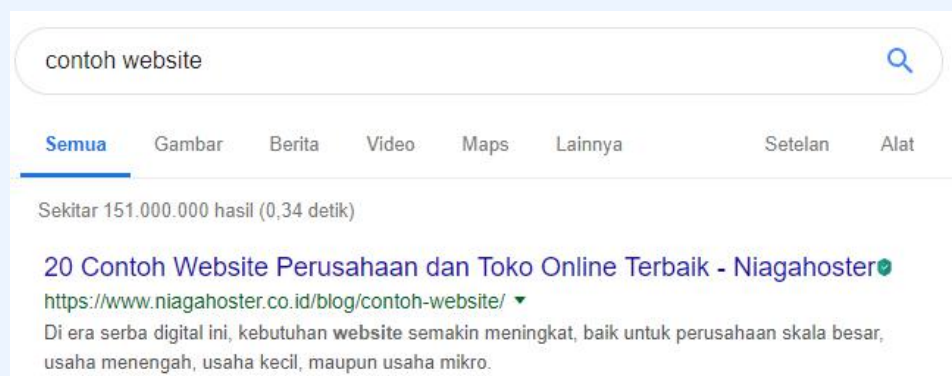 contoh website
Semua Gambar Berita Video Maps Lainnya Setelan Alat
Sekitar 151.000.000 hasil (0,34 detik)
20 Contoh Website Perusahaan dan Toko Online Terbaik - Niagahoster
https://www.niagahoster.co.id/blog/contoh-website/
Di era serba digital ini, kebutuhan website semakin meningkat, baik untuk perusahaan skala besar,
usaha menengah, usaha kecil, maupun usaha mikro.